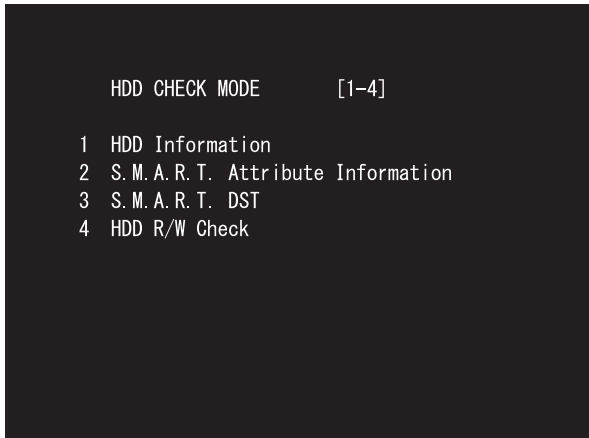 HDD CHECK MODE [1-4]
1 HDD Information
2 S.M.A.R.T. Attribute Information
3 S.M.A.R.T. DST
4 HDD R/W Check